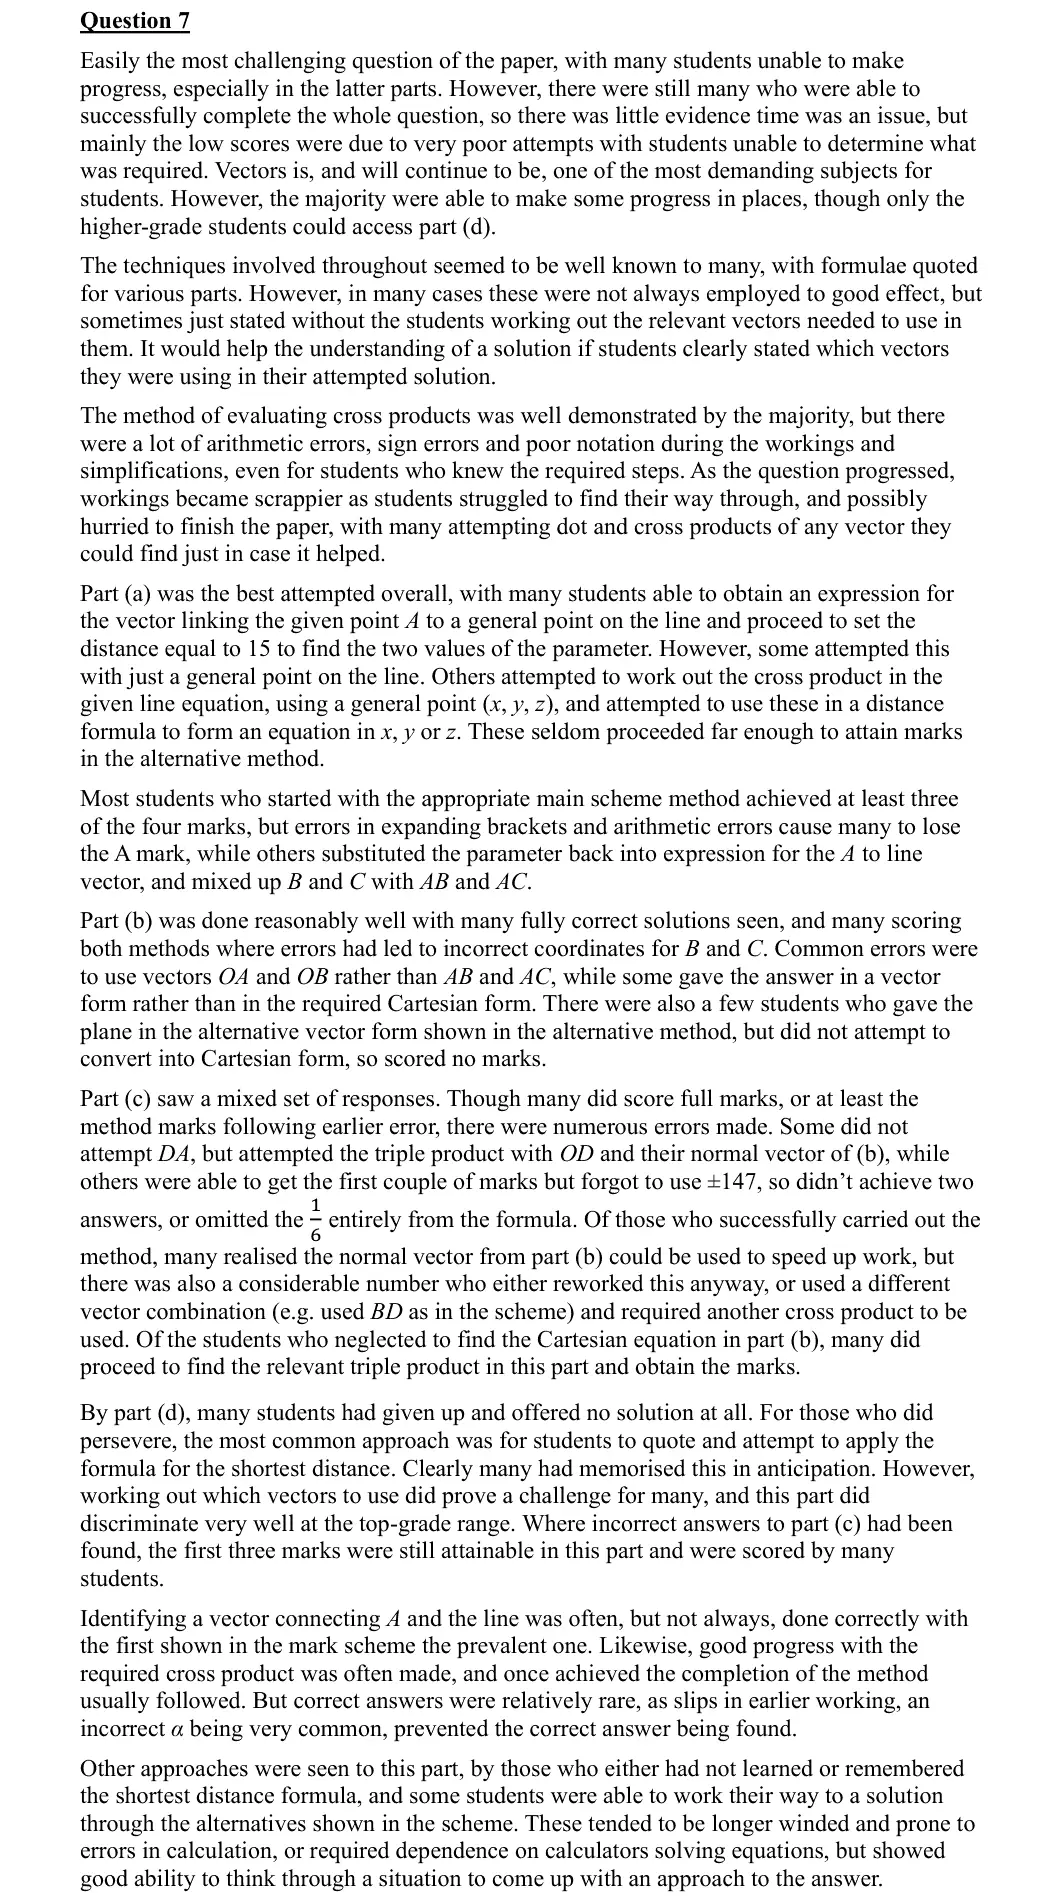 Question 7
Easily the most challenging question of the paper, with many students unable to make
progress, especially in the latter parts. However, there were still many who were able to
successfully complete the whole question, so there was little evidence time was an issue, but
mainly the low scores were due to very poor attempts with students unable to determine what
was required. Vectors is, and will continue to be, one of the most demanding subjects for
students. However, the majority were able to make some progress in places, though only the
higher-grade students could access part (d).
The techniques involved throughout seemed to be well known to many, with formulae quoted
for various parts. However, in many cases these were not always employed to good effect, but
sometimes just stated without the students working out the relevant vectors needed to use in
them. It would help the understanding of a solution if students clearly stated which vectors
they were using in their attempted solution.
The method of evaluating cross products was well demonstrated by the majority, but there
were a lot of arithmetic errors, sign errors and poor notation during the workings and
simplifications, even for students who knew the required steps. As the question progressed,
workings became scrappier as students struggled to find their way through, and possibly
hurried to finish the paper, with many attempting dot and cross products of any vector they
could find just in case it helped.
Part (a) was the best attempted overall, with many students able to obtain an expression for
the vector linking the given point A to a general point on the line and proceed to set the
distance equal to 15 to find the two values of the parameter. However, some attempted this
with just a general point on the line. Others attempted to work out the cross product in the
given line equation, using a general point (x, y, z), and attempted to use these in a distance
formula to form an equation in x, y or z. These seldom proceeded far enough to attain marks
in the alternative method.
Most students who started with the appropriate main scheme method achieved at least three
of the four marks, but errors in expanding brackets and arithmetic errors cause many to lose
the A mark, while others substituted the parameter back into expression for the A to line
vector, and mixed up B and C with AB and AC.
Part (b) was done reasonably well with many fully correct solutions seen, and many scoring
both methods where errors had led to incorrect coordinates for B and C. Common errors were
to use vectors OA and OB rather than AB and AC, while some gave the answer in a vector
form rather than in the required Cartesian form. There were also a few students who gave the
plane in the alternative vector form shown in the alternative method, but did not attempt to
convert into Cartesian form, so scored no marks.
Part (c) saw a mixed set of responses. Though many did score full marks, or at least the
method marks following earlier error, there were numerous errors made. Some did not
attempt DA, but attempted the triple product with OD and their normal vector of (b), while
others were able to get the first couple of marks but forgot to use ±147, so didn’t achieve two
answers, or omitted the 1/6 entirely from the formula. Of those who successfully carried out the
method, many realised the normal vector from part (b) could be used to speed up work, but
there was also a considerable number who either reworked this anyway, or used a different
vector combination (e.g. used BD as in the scheme) and required another cross product to be
used. Of the students who neglected to find the Cartesian equation in part (b), many did
proceed to find the relevant triple product in this part and obtain the marks.
By part (d), many students had given up and offered no solution at all. For those who did
persevere, the most common approach was for students to quote and attempt to apply the
formula for the shortest distance. Clearly many had memorised this in anticipation. However,
working out which vectors to use did prove a challenge for many, and this part did
discriminate very well at the top-grade range. Where incorrect answers to part (c) had been
found, the first three marks were still attainable in this part and were scored by many
students.
Identifying a vector connecting A and the line was often, but not always, done correctly with
the first shown in the mark scheme the prevalent one. Likewise, good progress with the
required cross product was often made, and once achieved the completion of the method
usually followed. But correct answers were relatively rare, as slips in earlier working, an
incorrect α being very common, prevented the correct answer being found.
Other approaches were seen to this part, by those who either had not learned or remembered
the shortest distance formula, and some students were able to work their way to a solution
through the alternatives shown in the scheme. These tended to be longer winded and prone to
errors in calculation, or required dependence on calculators solving equations, but showed
good ability to think through a situation to come up with an approach to the answer.